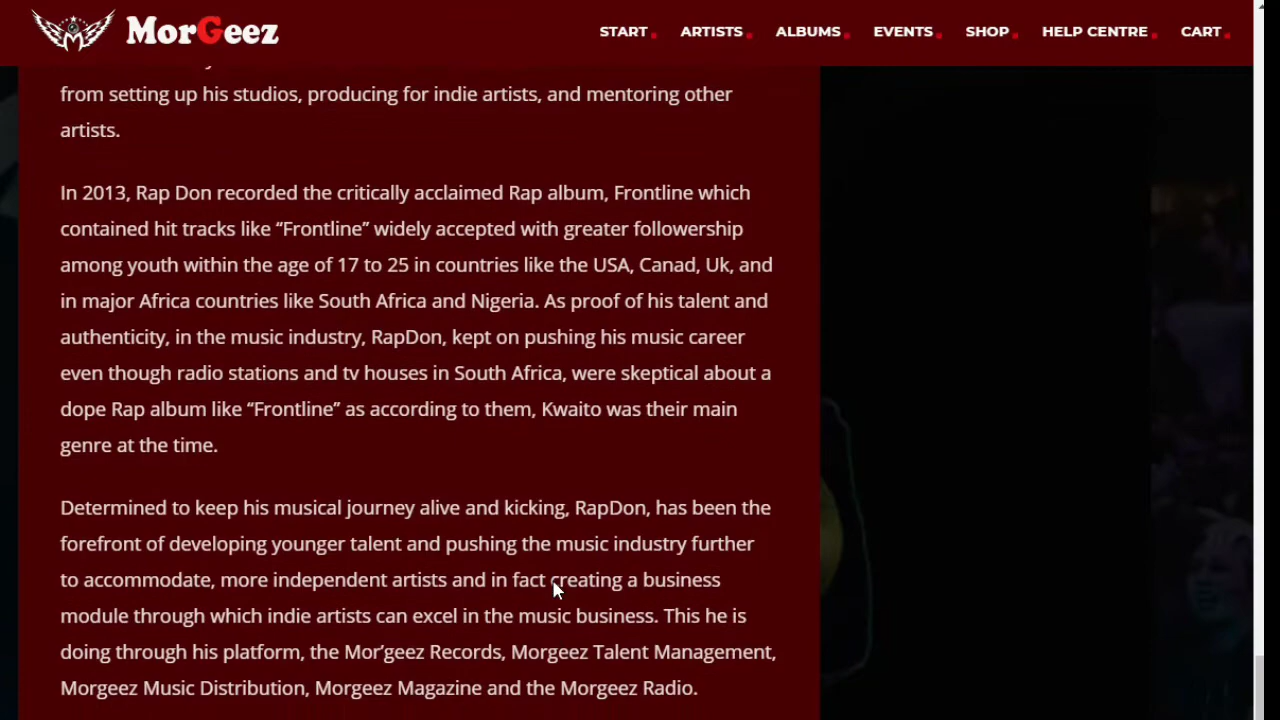 MorGeez
START ARTISTS ALBUMS EVENTS SHOP HELP CENTRE CART
from setting up his studios, producing for indie artists, and mentoring other
artists.
In 2013, Rap Don recorded the critically acclaimed Rap album, Frontline which
contained hit tracks like “Frontline” widely accepted with greater followership
among youth within the age of 17 to 25 in countries like the USA, Canad, Uk, and
in major Africa countries like South Africa and Nigeria. As proof of his talent and
authenticity, in the music industry, RapDon, kept on pushing his music career
even though radio stations and tv houses in South Africa, were skeptical about a
dope Rap album like “Frontline” as according to them, Kwaito was their main
genre at the time.
Determined to keep his musical journey alive and kicking, RapDon, has been the
forefront of developing younger talent and pushing the music industry further
to accommodate, more independent artists and in fact creating a business
module through which indie artists can excel in the music business. This he is
doing through his platform, the Mor’geez Records, Morgeez Talent Management,
Morgeez Music Distribution, Morgeez Magazine and the Morgeez Radio.